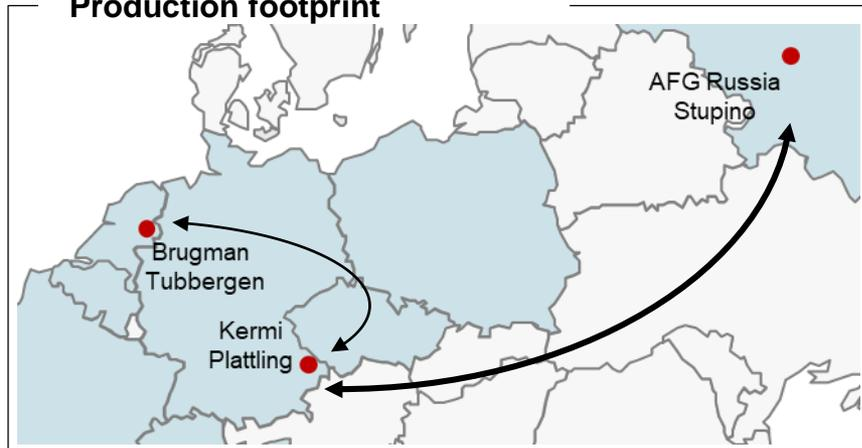 Production footprint
AFG Russia
Stupino
Brugman
Tubbergen
Kermi
Plattling